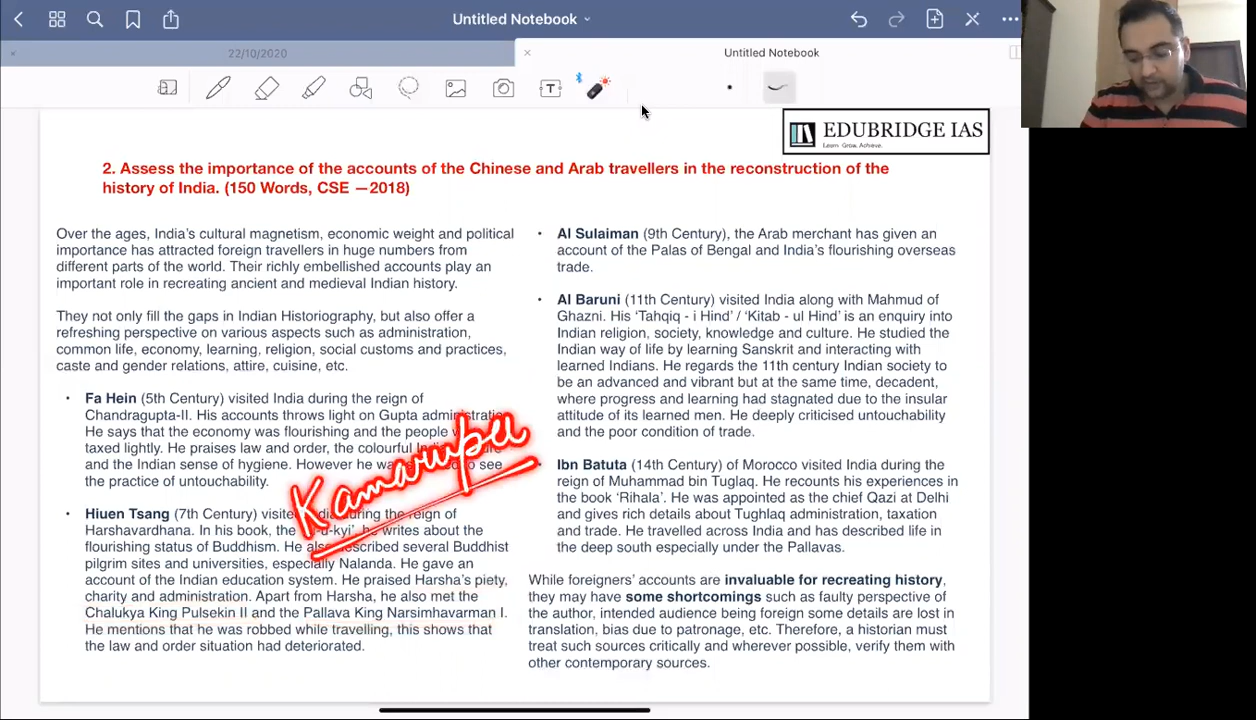 Untitled Notebook
22/10/2020
Untitled Notebook
EDUBRIDGE IAS
Learn. Grow. Achieve.
2. Assess the importance of the accounts of the Chinese and Arab travellers in the reconstruction of the
history of India. (150 Words, CSE —2018)
Over the ages, India's cultural magnetism, economic weight and political
importance has attracted foreign travellers in huge numbers from
different parts of the world. Their richly embellished accounts play an
important role in recreating ancient and medieval Indian history.
They not only fill the gaps in Indian Historiography, but also offer a
refreshing perspective on various aspects such as administration,
common life, economy, learning, religion, social customs and practices,
caste and gender relations, attire, cuisine, etc.
• Fa Hein (5th Century) visited India during the reign of
Chandragupta-II. His accounts throws light on Gupta
He says that the economy was flourishing and the people
taxed lightly. He praises law and order, the colourful
and the Indian sense of hygiene. However he see
the practice of untouchability.
Kamarupa
• Hiuen Tsang (7th Century) during the reign of
Harshavardhana. In his book, the he writes about the
flourishing status of Buddhism. He also described several Buddhist
pilgrim sites and universities, especially Nalanda. He gave an
account of the Indian education system. He praised Harsha's piety,
charity and administration. Apart from Harsha, he also met the
Chalukya King Pulsekin II and the Pallava King Narsimhavarman I.
He mentions that he was robbed while travelling, this shows that
the law and order situation had deteriorated.
• Al Sulaiman (9th Century), the Arab merchant has given an
account of the Palas of Bengal and India's flourishing overseas
trade.
• Al Baruni (11th Century) visited India along with Mahmud of
Ghazni. His 'Tahqiq - i Hind' / 'Kitab - ul Hind' is an enquiry into
Indian religion, society, knowledge and culture. He studied the
Indian way of life by learning Sanskrit and interacting with
learned Indians. He regards the 11th century Indian society to
be an advanced and vibrant but at the same time, decadent,
where progress and learning had stagnated due to the insular
attitude of its learned men. He deeply criticised untouchability
and the poor condition of trade.
Ibn Batuta (14th Century) of Morocco visited India during the
reign of Muhammad bin Tuglaq. He recounts his experiences in
the book 'Rihala'. He was appointed as the chief Qazi at Delhi
and gives rich details about Tughlaq administration, taxation
and trade. He travelled across India and has described life in
the deep south especially under the Pallavas.
While foreigners' accounts are invaluable for recreating history,
they may have some shortcomings such as faulty perspective of
the author, intended audience being foreign some details are lost in
translation, bias due to patronage, etc. Therefore, a historian must
treat such sources critically and wherever possible, verify them with
other contemporary sources.